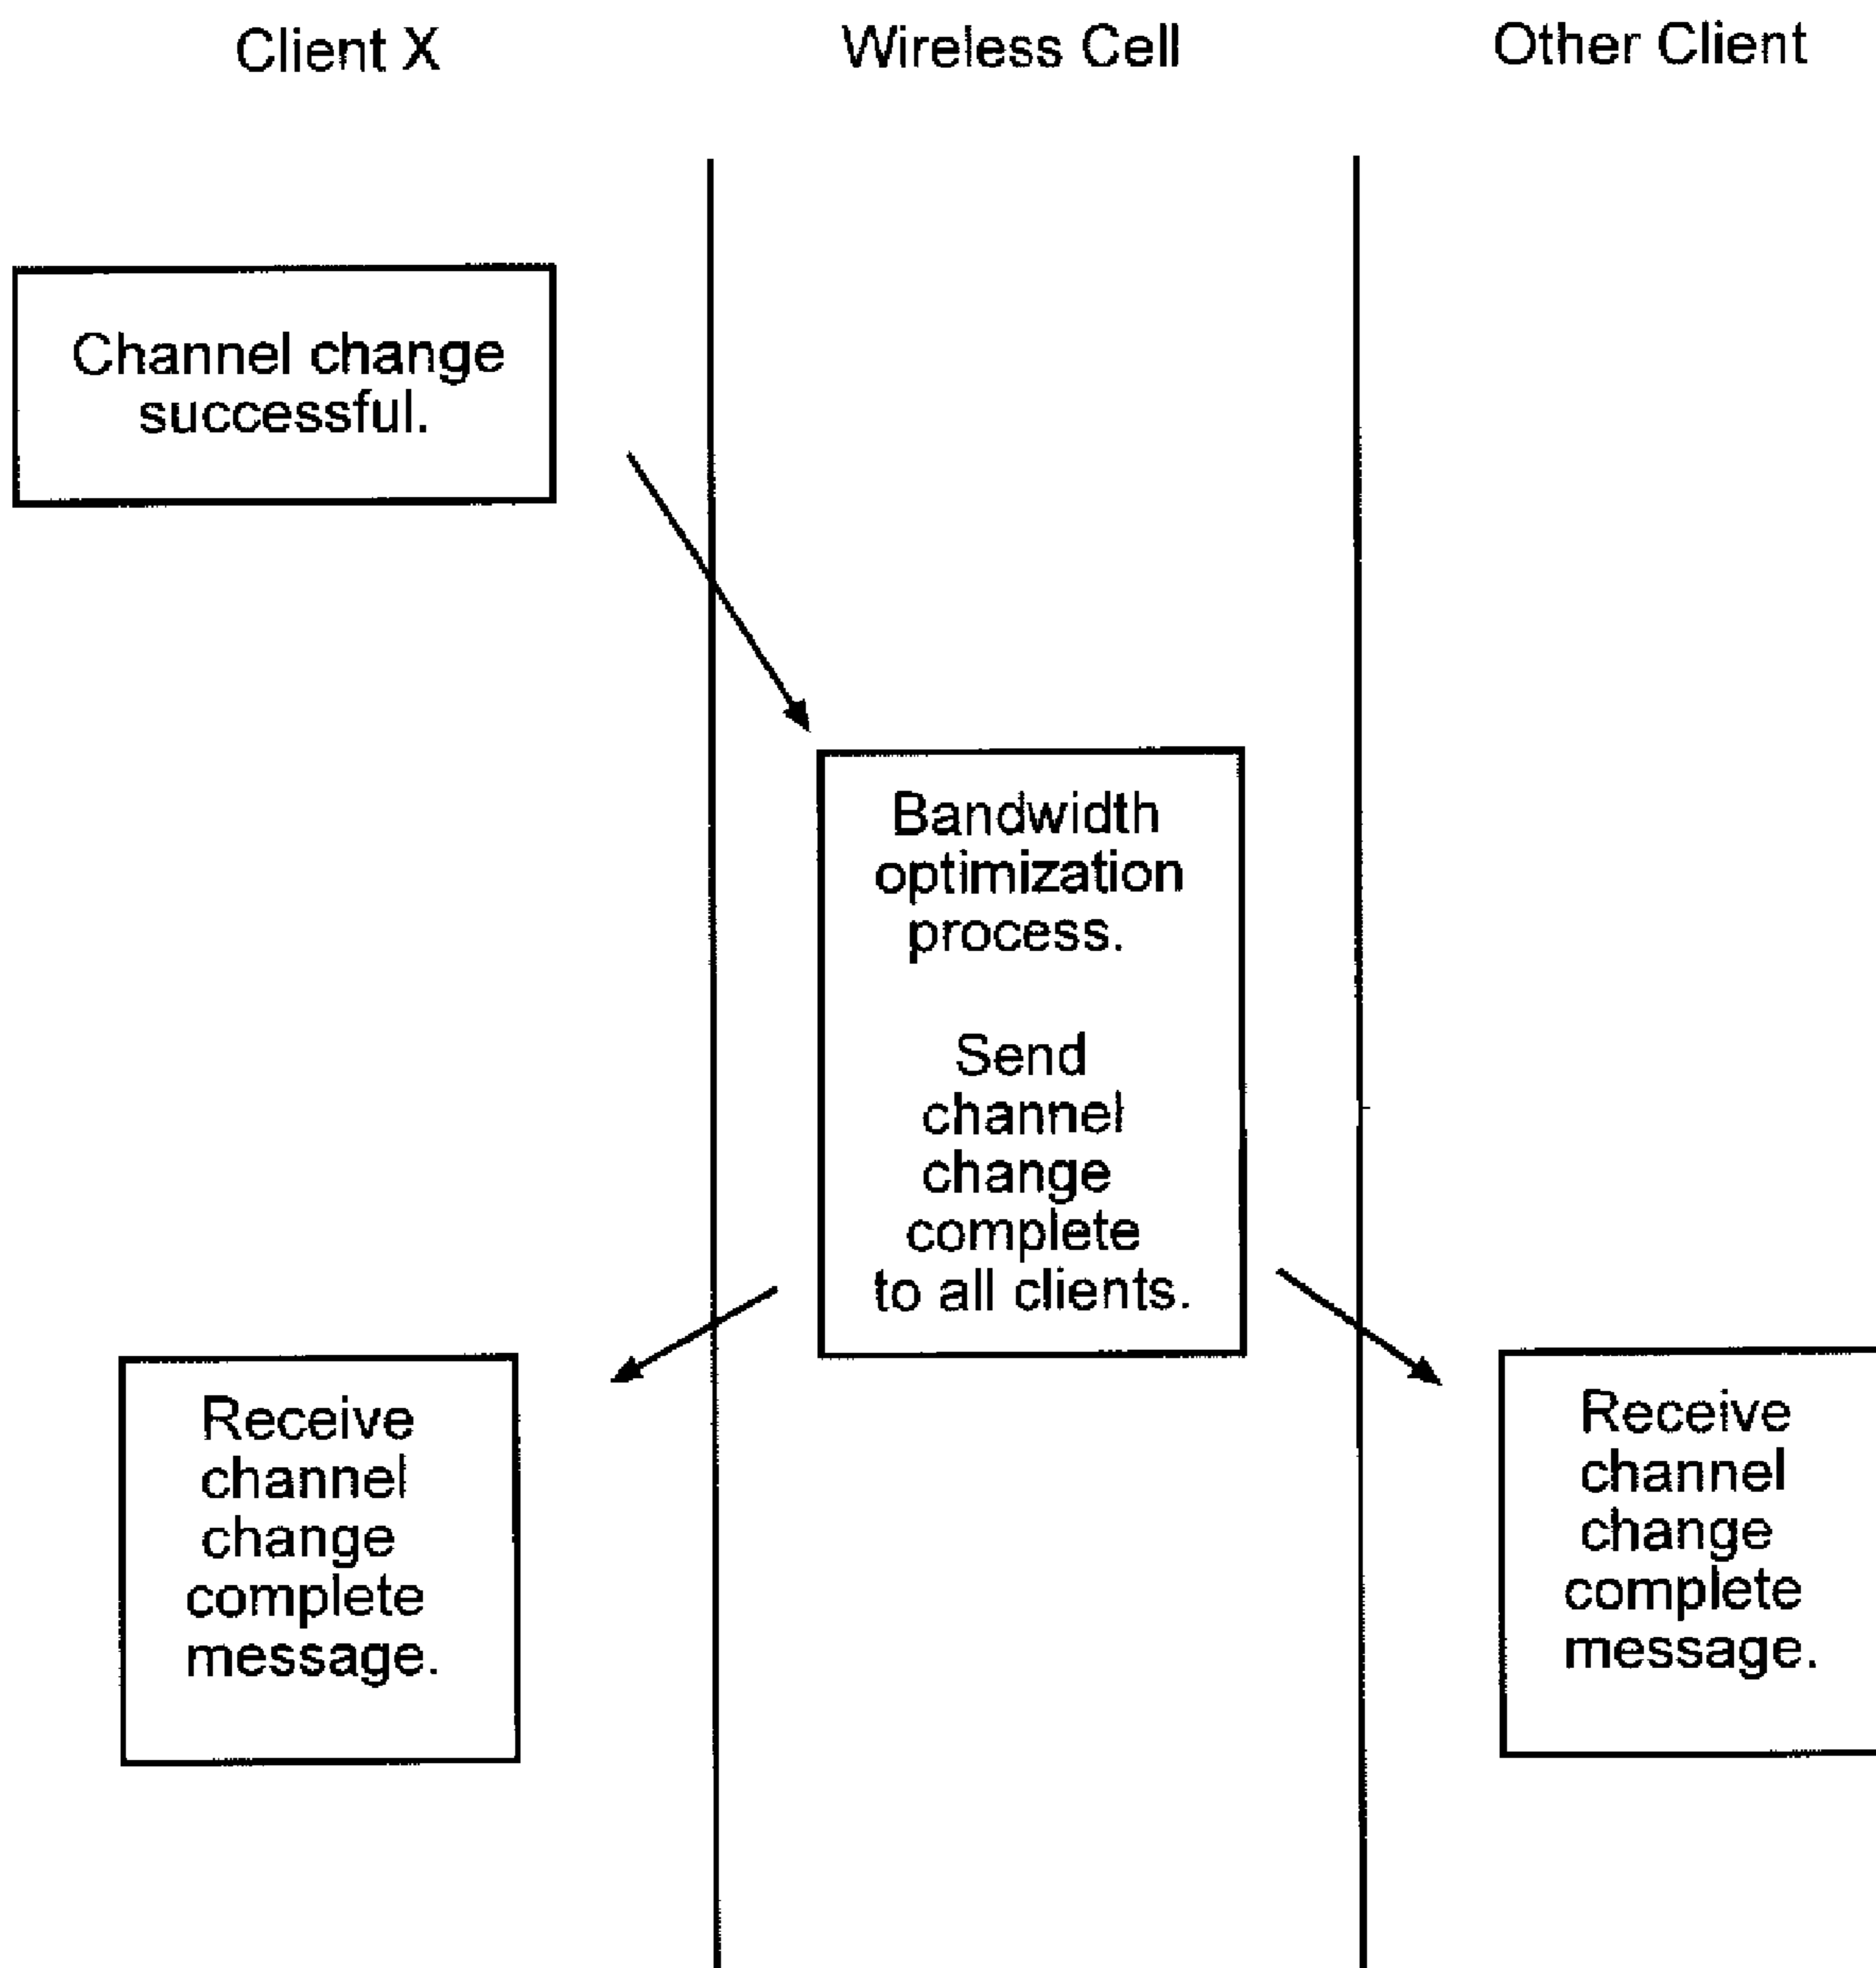 Client X
Wireless Cell
Other Client
Channel change
successful.
Bandwidth
optimization
process.
Send
channel
change
complete
to all clients.
Receive
channel
change
complete
message.
Receive
channel
change
complete
message.